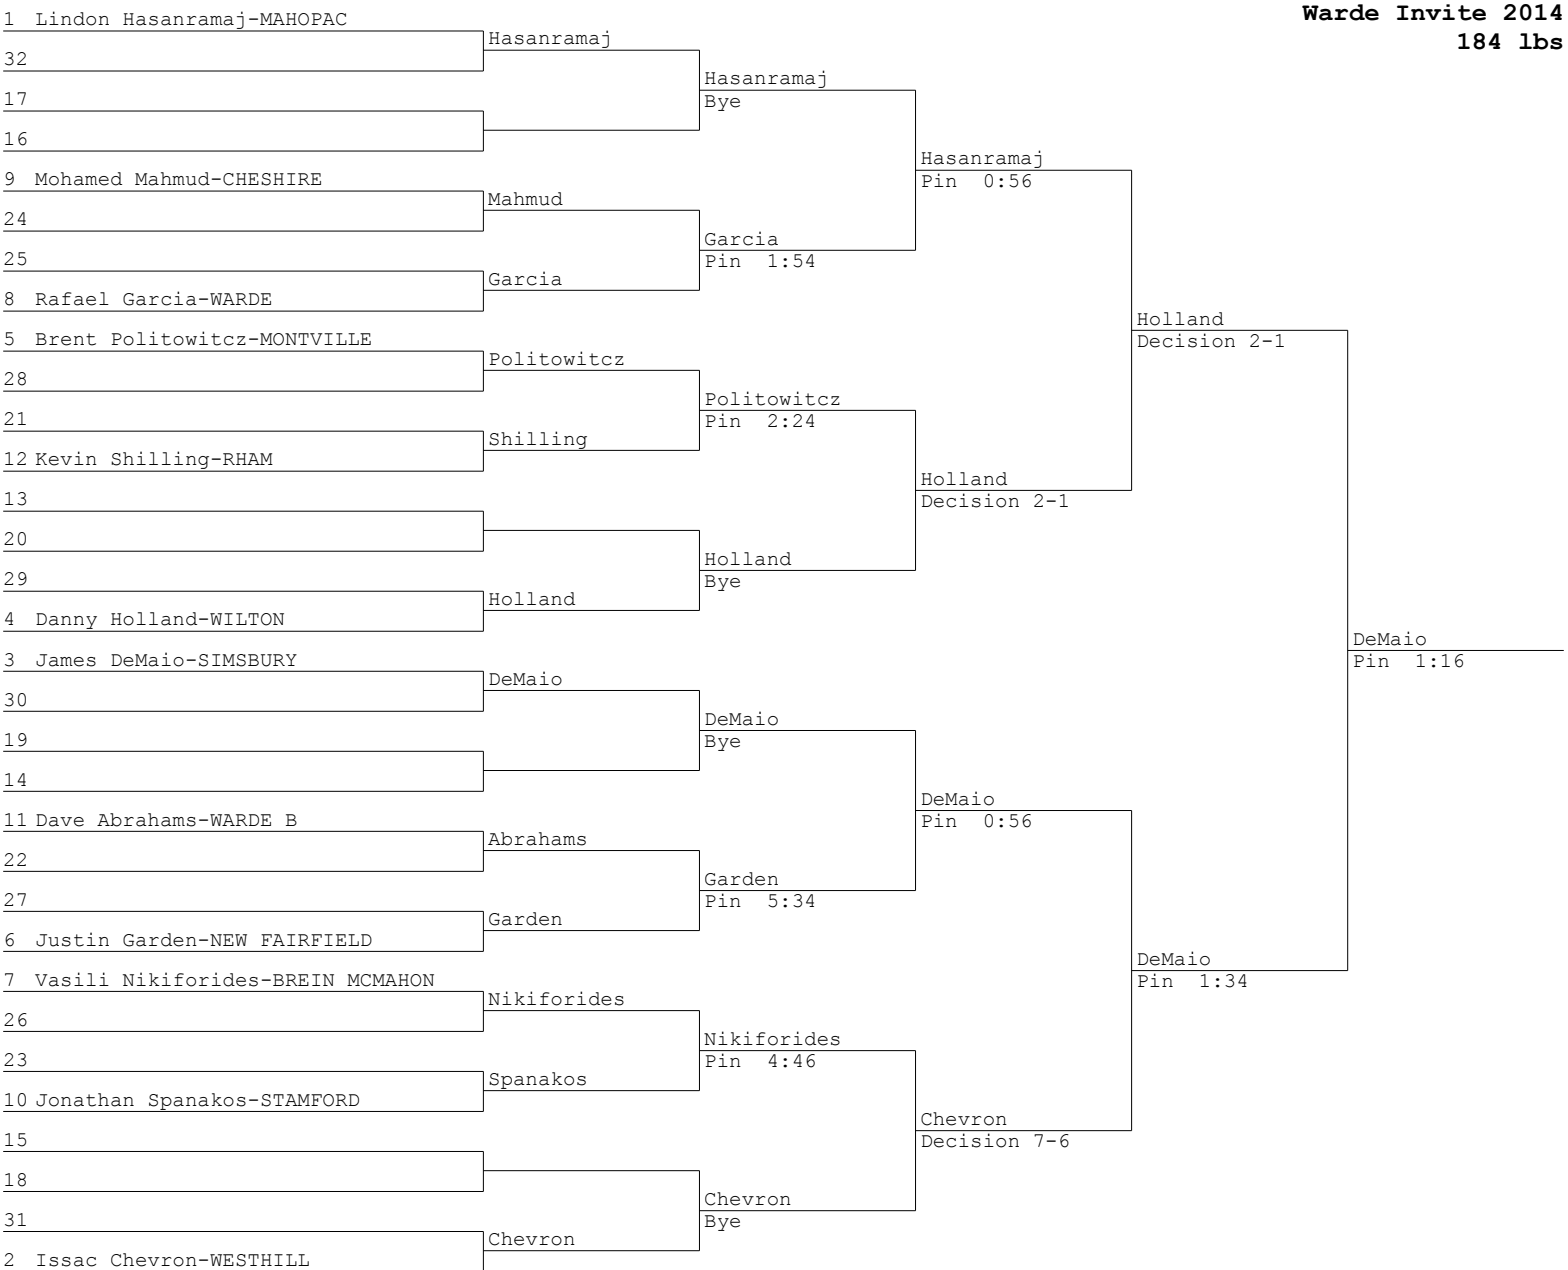 Warde Invite 2014
184 lbs
1 Lindon Hasanramaj-MAHOPAC
32
17
16
9 Mohamed Mahmud-CHESHIRE
24
25
8 Rafael Garcia-WARDE
5 Brent Politowitcz-MONTVILLE
28
21
12 Kevin Shilling-RHAM
13
20
29
4 Danny Holland-WILTON
3 James DeMaio-SIMSBURY
30
19
14
11 Dave Abrahams-WARDE B
22
27
6 Justin Garden-NEW FAIRFIELD
7 Vasili Nikiforides-BREIN MCMAHON
26
23
10 Jonathan Spanakos-STAMFORD
15
18
31
2 Issac Chevron-WESTHILL
Hasanramaj
Mahmud
Garcia
Politowitcz
Shilling
Holland
DeMaio
Abrahams
Garden
Nikiforides
Spanakos
Chevron
Hasanramaj
Bye
Garcia
Pin 1:54
Politowitcz
Pin 2:24
Holland
Bye
DeMaio
Bye
Garden
Pin 5:34
Nikiforides
Pin 4:46
Chevron
Bye
Hasanramaj
Pin 0:56
Holland
Decision 2-1
DeMaio
Pin 0:56
Chevron
Decision 7-6
Holland
Decision 2-1
DeMaio
Pin 1:34
DeMaio
Pin 1:16